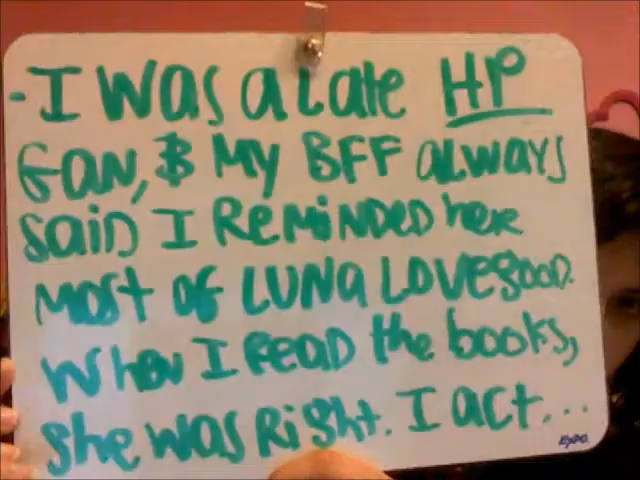 -I was a late HP
fan, & My BFF always
said I Reminded her
most of LUNA LOVEgood.
When I READ the books,
she was Right. I act...
EXPO